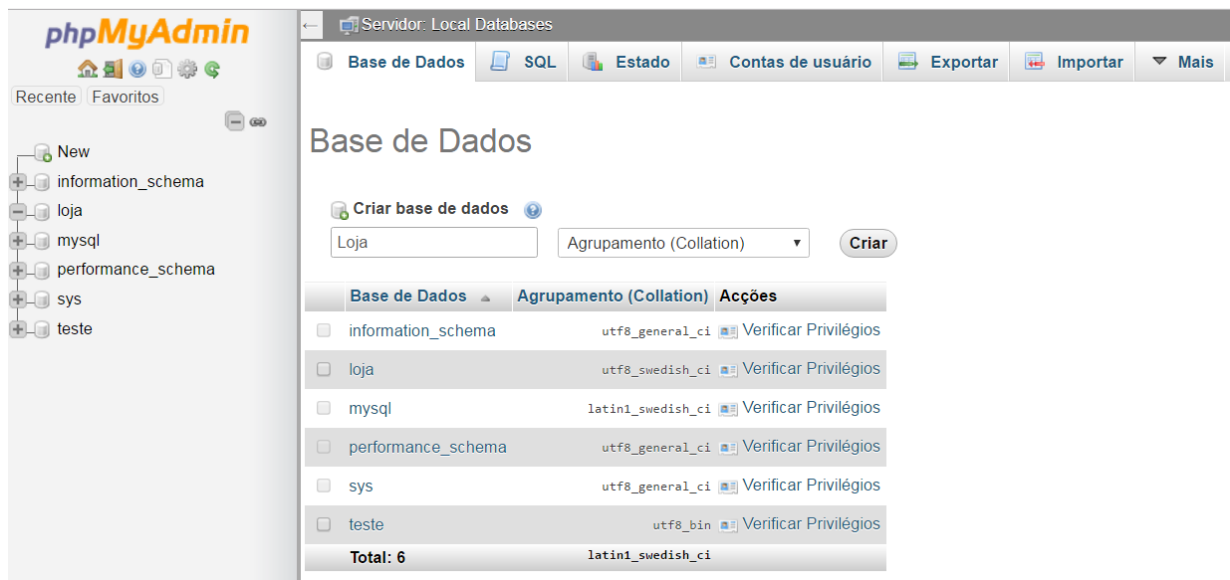 phpMyAdmin
Recente Favoritos
New
information_schema
loja
mysql
performance_schema
sys
teste
Servidor: Local Databases
Base de Dados SQL Estado Contas de usuário Exportar Importar Mais
Base de Dados
Criar base de dados
Loja Agrupamento (Collation) Criar
Base de Dados Agrupamento (Collation) Acções
information_schema utf8_general_ci Verificar Privilégios
loja utf8_swedish_ci Verificar Privilégios
mysql latin1_swedish_ci Verificar Privilégios
performance_schema utf8_general_ci Verificar Privilégios
sys utf8_general_ci Verificar Privilégios
teste utf8_bin Verificar Privilégios
Total: 6 latin1_swedish_ci